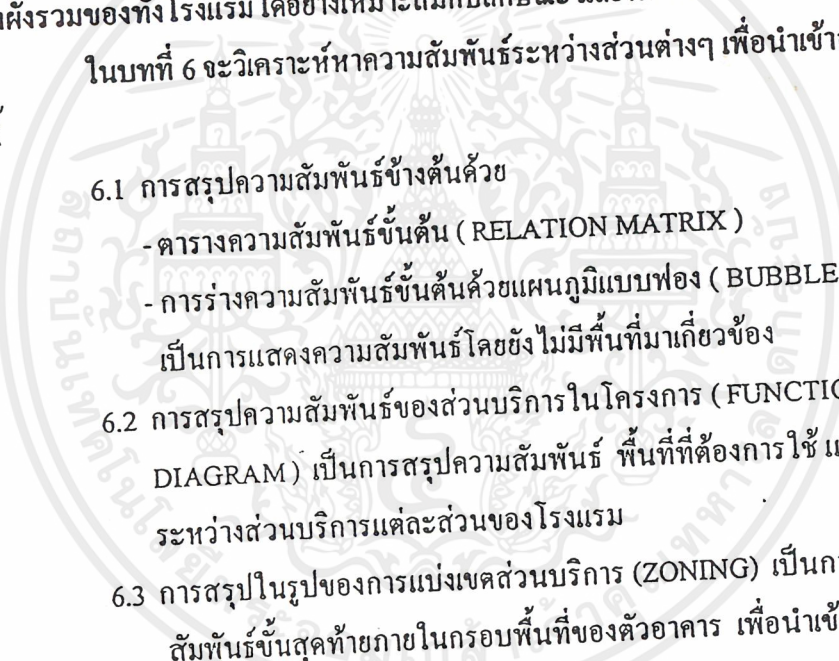 ผังรวมของทั้งโรงแรม
ในบทที่ 6 จะวิเคราะห์หาความสัมพันธ์ระหว่างส่วนต่างๆ เพื่อนำเข้า
6.1 การสรุปความสัมพันธ์ข้างต้นด้วย
- ตารางความสัมพันธ์ขั้นต้น ( RELATION MATRIX )
- การร่างความสัมพันธ์ขั้นต้นด้วยแผนภูมิแบบฟอง ( BUBBLE
เป็นการแสดงความสัมพันธ์โดยยังไม่มีพื้นที่มาเกี่ยวข้อง
6.2 การสรุปความสัมพันธ์ของส่วนบริการในโครงการ ( FUNCTIO
DIAGRAM ) เป็นการสรุปความสัมพันธ์ พื้นที่ที่ต้องการใช้ แ
ระหว่างส่วนบริการแต่ละส่วนของโรงแรม
6.3 การสรุปในรูปของการแบ่งเขตส่วนบริการ (ZONING) เป็นกา
สัมพันธ์ขั้นสุดท้ายภายในกรอบพื้นที่ของตัวอาคาร เพื่อนำเข้